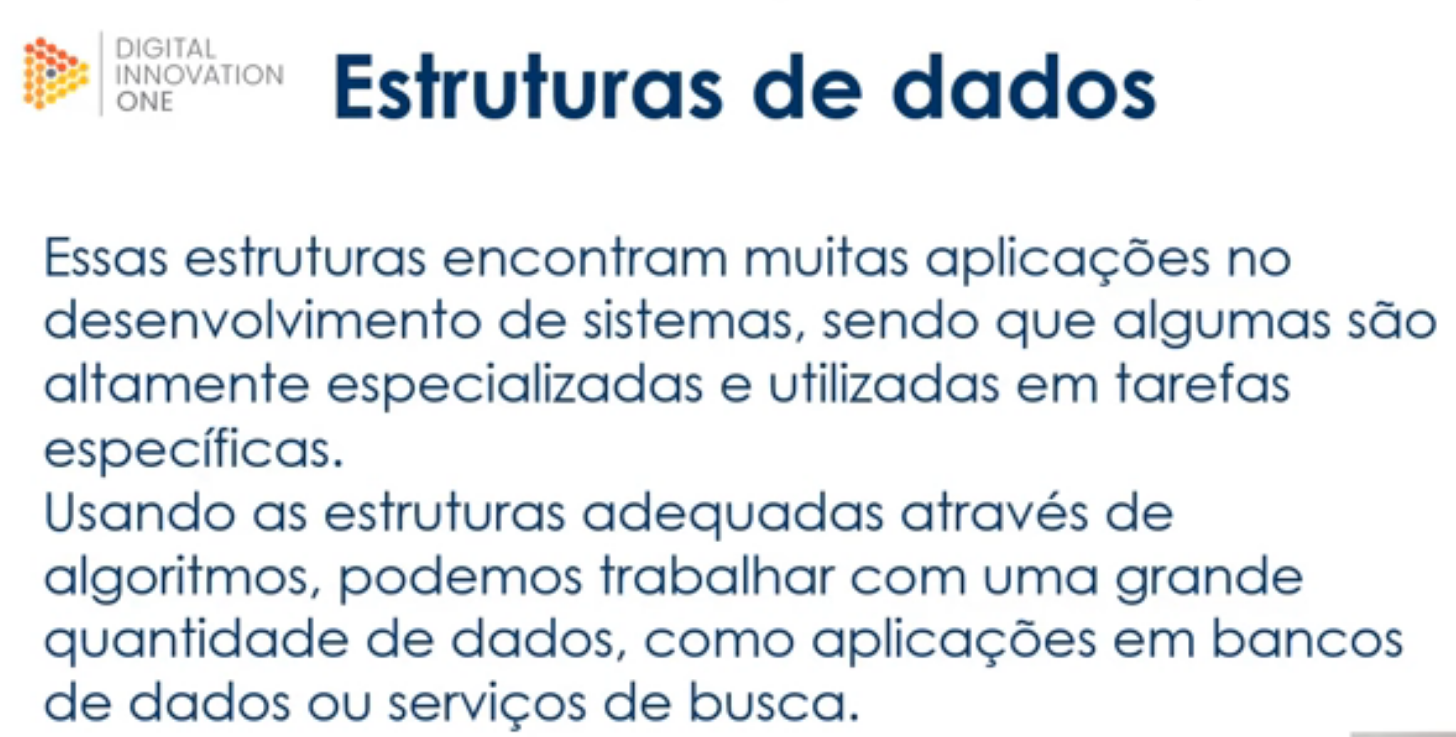 DIGITAL
INNOVATION
ONE
Estruturas de dados
Essas estruturas encontram muitas aplicações no
desenvolvimento de sistemas, sendo que algumas são
altamente especializadas e utilizadas em tarefas
específicas.
Usando as estruturas adequadas através de
algoritmos, podemos trabalhar com uma grande
quantidade de dados, como aplicações em bancos
de dados ou serviços de busca.